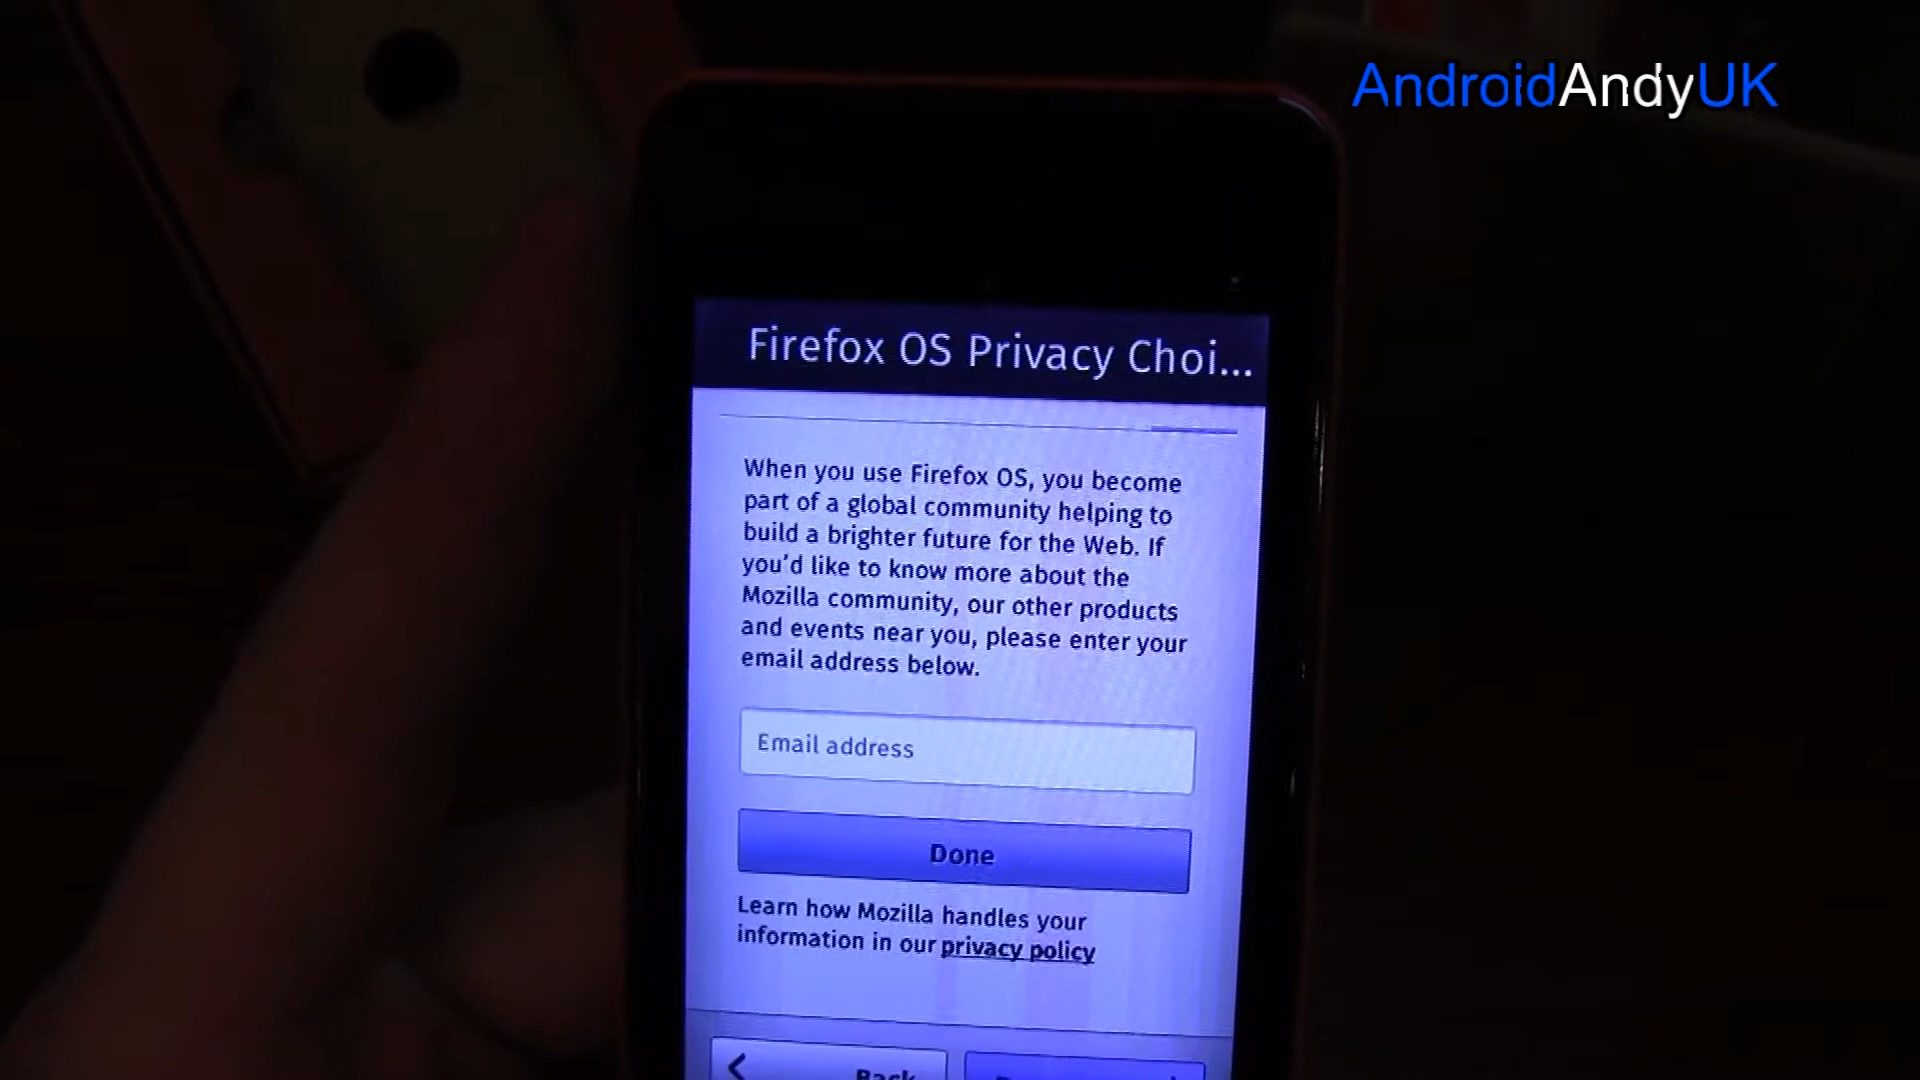 AndroidAndyUK
Firefox OS Privacy Choi...
When you use Firefox OS, you become
part of a global community helping to
build a brighter future for the Web. If
you'd like to know more about the
Mozilla community, our other products
and events near you, please enter your
email address below.
Email address
Done
Learn how Mozilla handles your
information in our privacy policy
Back